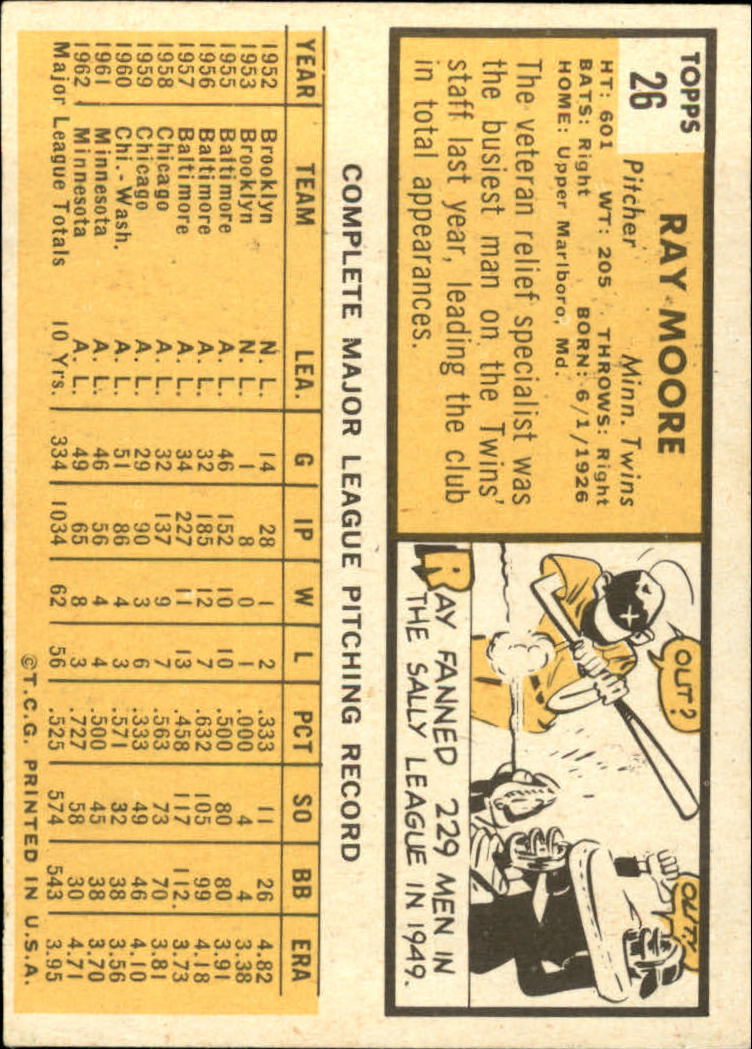 TOPPS
26
RAY MOORE
Pitcher Minn. Twins
HT: 601 WT: 205 THROWS: Right
BATS: Right BORN: 6/1/1926
HOME: Upper Marlboro, Md.
The veteran relief specialist was
the busiest man on the Twins'
staff last year, leading the club
in total appearances.
OUT?
OUT!
RAY FANNED 229 MEN IN
THE SALLY LEAGUE IN 1949.
COMPLETE MAJOR LEAGUE PITCHING RECORD
YEAR TEAM LEA. G IP W L PCT SO BB ERA
1952 Brooklyn N. L. 14 28 1 2 .333 11 26 4.82
1953 Brooklyn N. L. 1 8 0 1 .000 4 4 3.38
1955 Baltimore A. L. 46 152 10 10 .500 80 80 3.91
1956 Baltimore A. L. 32 185 12 7 .632 105 99 4.18
1957 Baltimore A. L. 34 227 11 13 .458 117 112 3.73
1958 Chicago A. L. 32 137 9 7 .563 73 70 3.81
1959 Chicago A. L. 29 90 3 6 .333 49 46 4.10
1960 Chi.-Wash. A. L. 51 86 4 3 .571 32 38 3.56
1961 Minnesota A. L. 46 56 4 4 .500 45 38 3.70
1962 Minnesota A. L. 49 65 8 3 .727 58 30 4.71
Major League Totals 10 Yrs. 334 1034 62 56 .525 574 543 3.95
©T.C.G. PRINTED IN U.S.A.